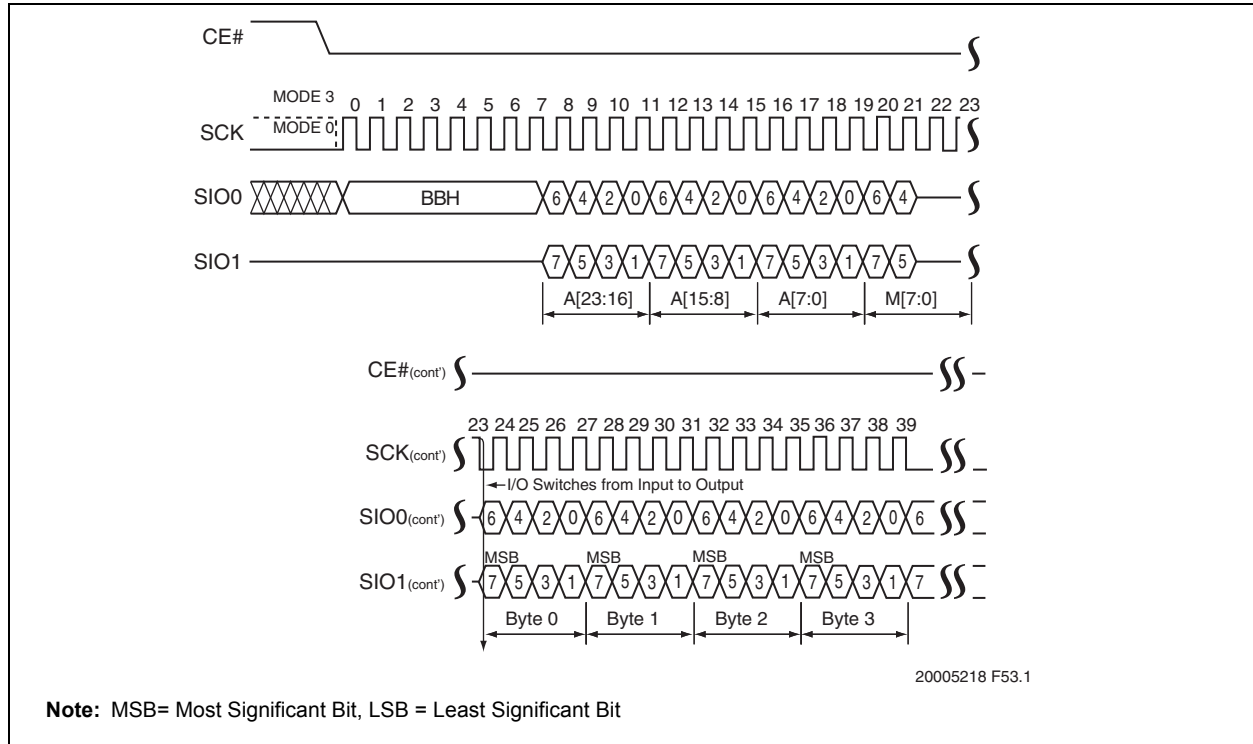 CE#
MODE 3
0 1 2 3 4 5 6 7 8 9 10 11 12 13 14 15 16 17 18 19 20 21 22 23
SCK
MODE 0
SIO0 BBH 6 4 2 0 6 4 2 0 6 4 2 0 6 4
SIO1 7 5 3 1 7 5 3 1 7 5 3 1 7 5
A[23:16] A[15:8] A[7:0] M[7:0]
CE#(cont')
23 24 25 26 27 28 29 30 31 32 33 34 35 36 37 38 39
SCK(cont')
I/O Switches from Input to Output
SIO0(cont') 6 4 2 0 6 4 2 0 6 4 2 0 6 4 2 0 6
MSB MSB MSB MSB
SIO1(cont') 7 5 3 1 7 5 3 1 7 5 3 1 7 5 3 1 7
Byte 0 Byte 1 Byte 2 Byte 3
20005218 F53.1
Note: MSB= Most Significant Bit, LSB = Least Significant Bit